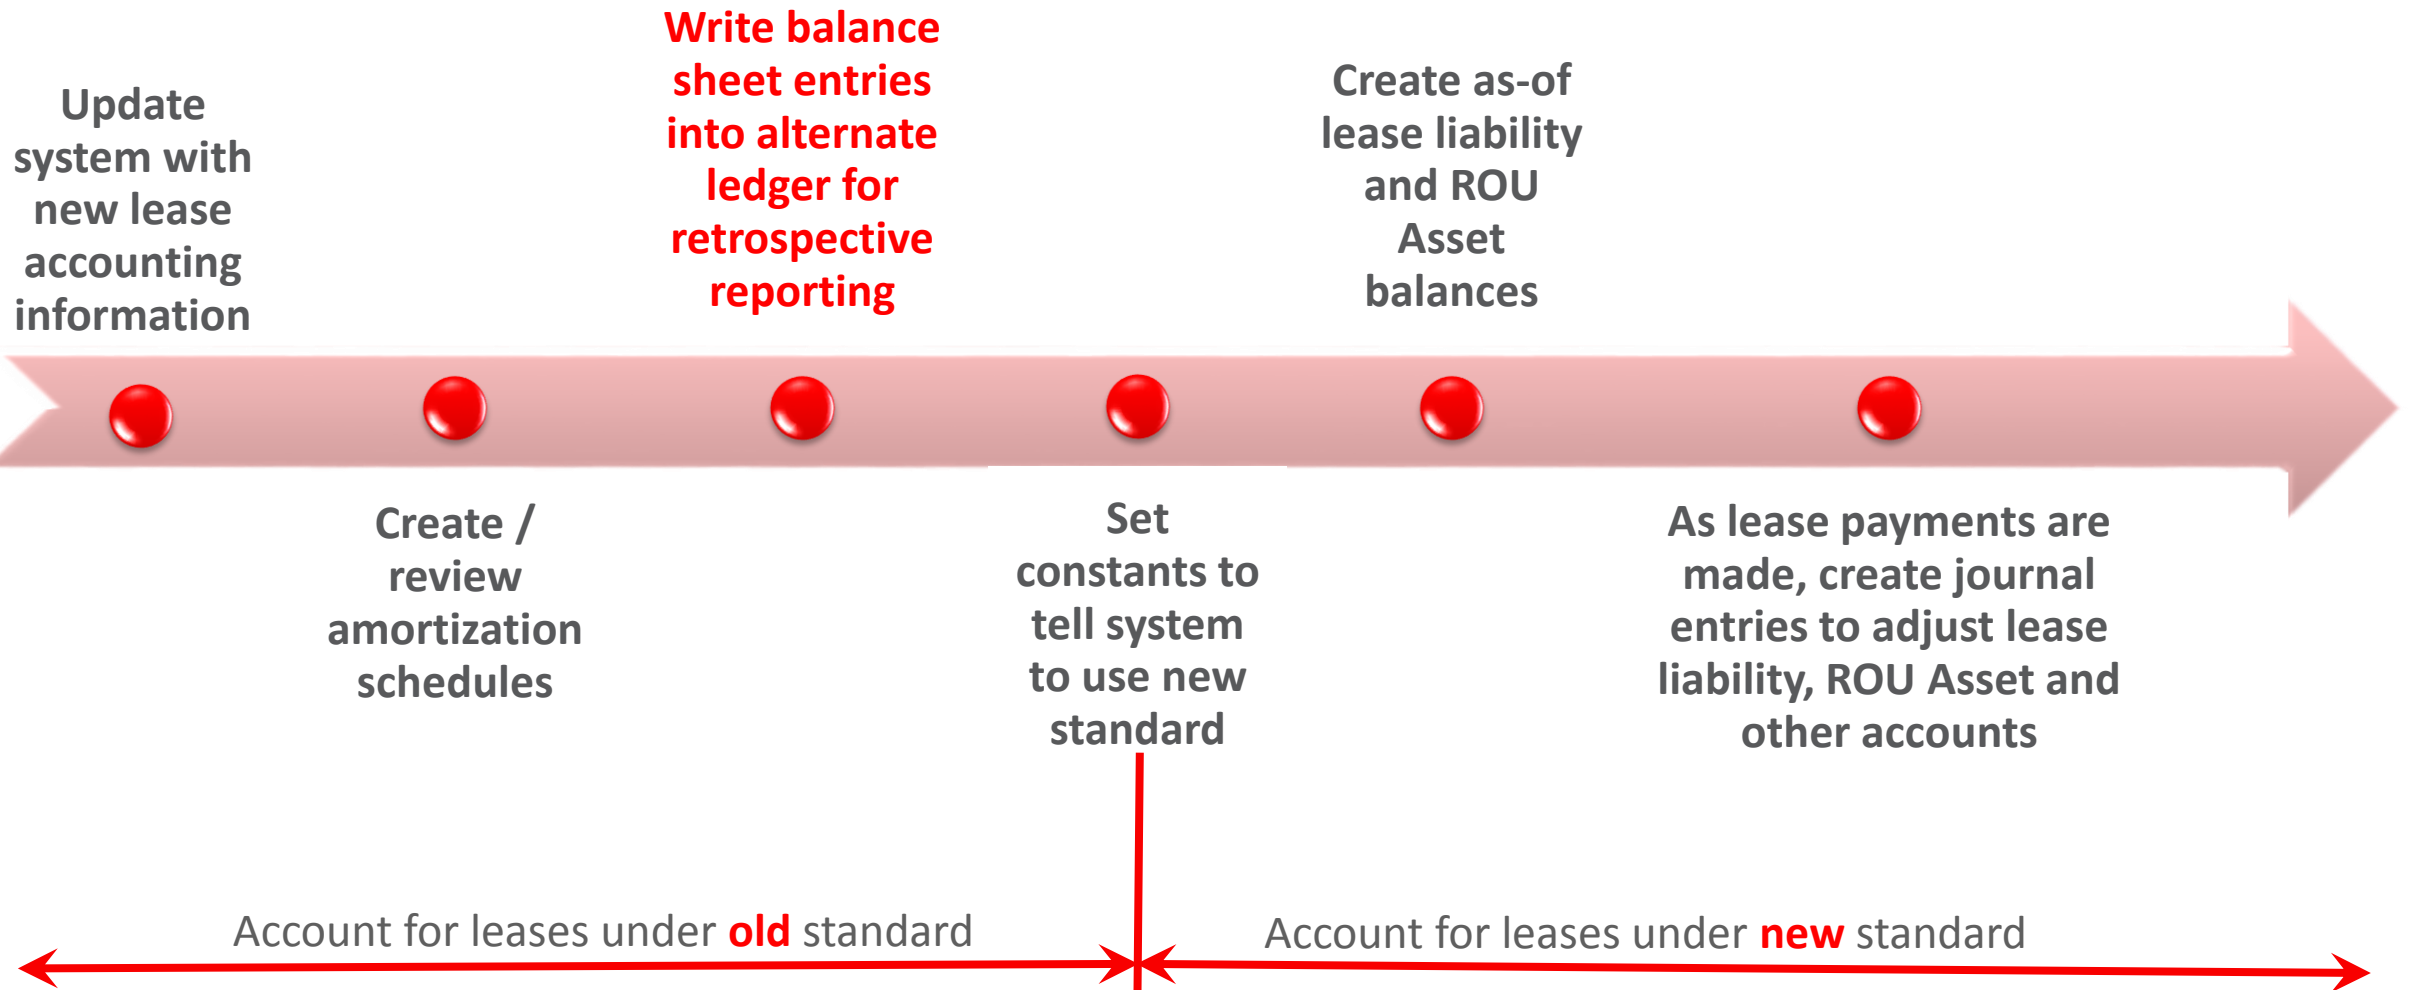 Update
system with
new lease
accounting
information
Create /
review
amortization
schedules
Write balance
sheet entries
into alternate
ledger for
retrospective
reporting
Set
constants to
tell system
to use new
standard
Create as-of
lease liability
and ROU
Asset
balances
As lease payments are
made, create journal
entries to adjust lease
liability, ROU Asset and
other accounts
Account for leases under old standard
Account for leases under new standard